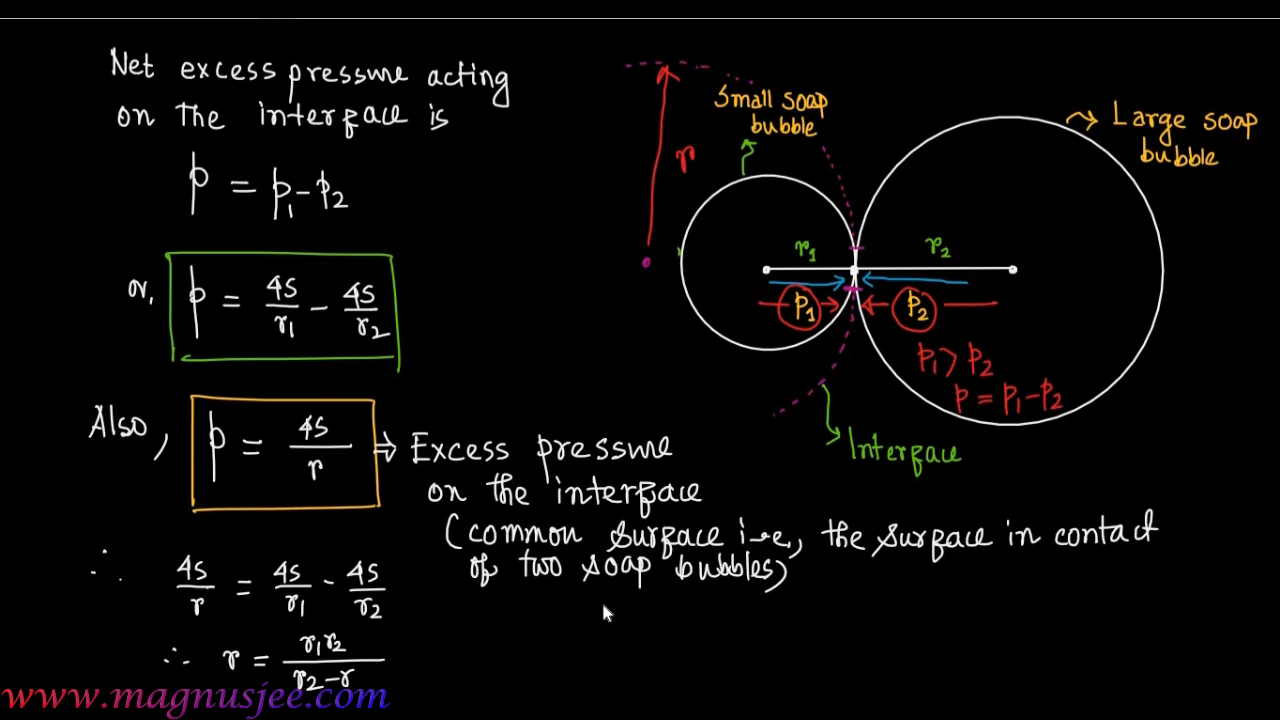 Net excess pressure acting
on the interface is
p = p₁ - p₂
or, p = 4S/r₁ - 4S/r₂
Also, p = 4S/r → Excess pressure
on the interface
(common surface i.e, the surface in contact
of two soap bubbles)
∴ 4S/r = 4S/r₁ - 4S/r₂
∴ r = r₁r₂/r₂-r
www.magnusjee.com
r
Small soap
bubble
Large soap
bubble
r₁
r₂
p₁
p₂
p₁ > p₂
p = p₁ - p₂
Interface